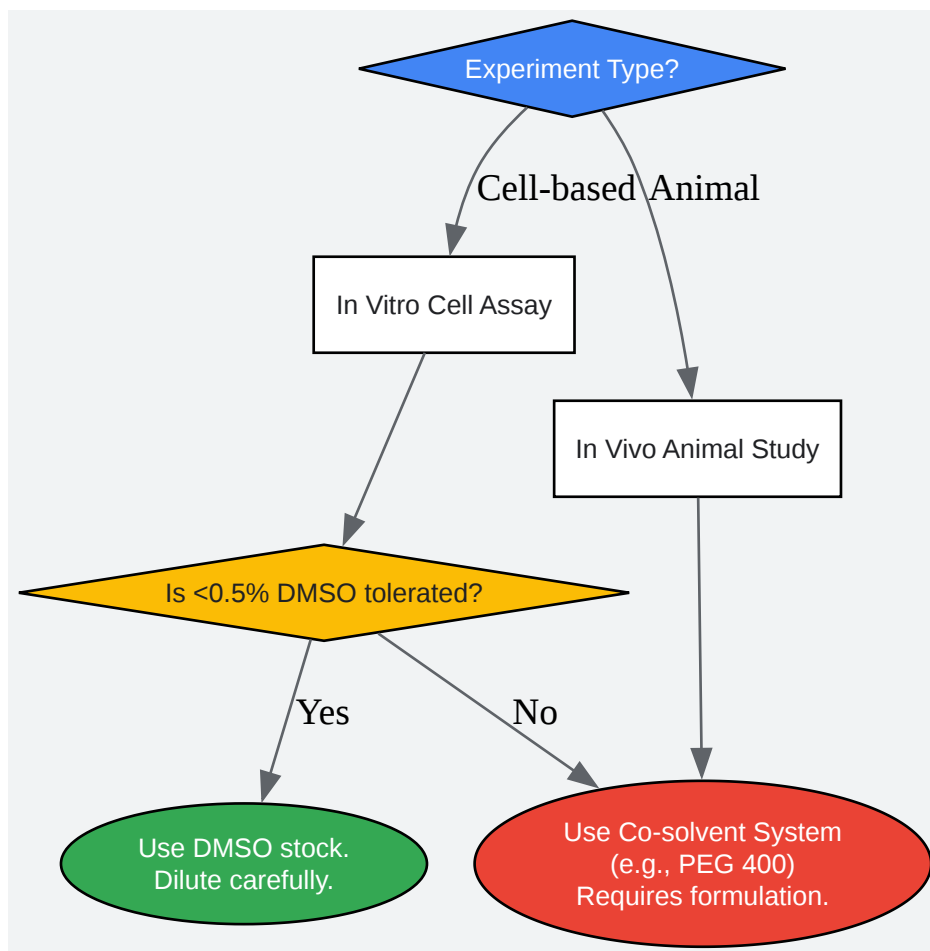 Experiment Type?
Cell-based
Animal
In Vitro Cell Assay
In Vivo Animal Study
Is <0.5% DMSO tolerated?
Yes
No
Use DMSO stock.
Dilute carefully.
Use Co-solvent System
(e.g., PEG 400)
Requires formulation.